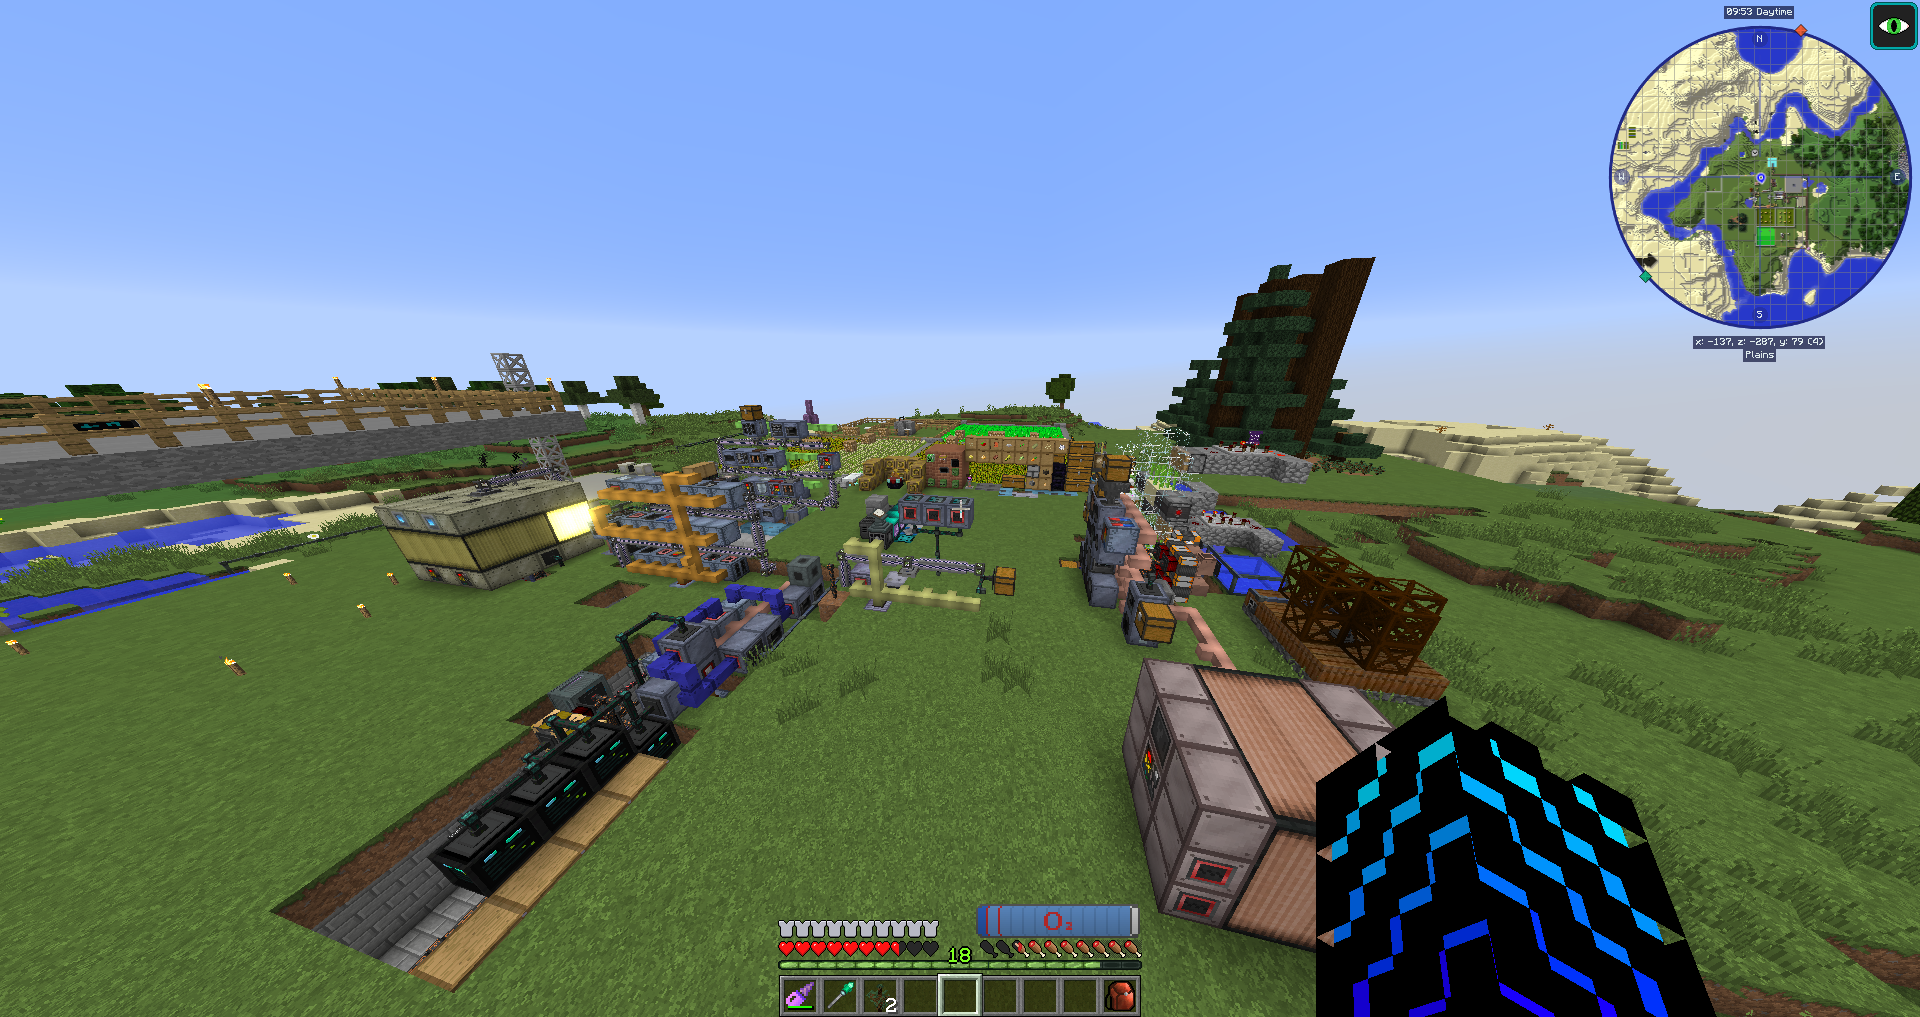 09:53 Daytime
N
W
E
S
x: -137, z: -287, y: 79 (4)
Plains
O₂
18
2